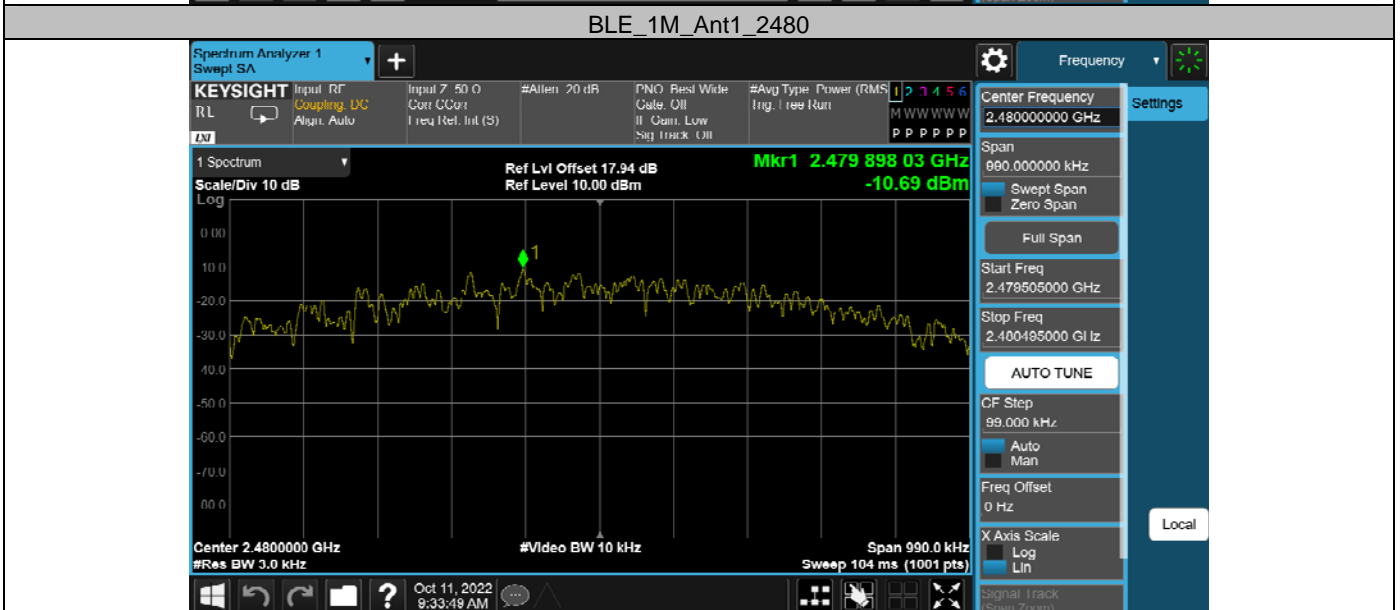 BLE_1M_Ant1_2480
Spectrum Analyzer 1
Swept SA
Frequency
KEYSIGHT
RL
LXI
Input: RF
Coupling: DC
Align: Auto
Input Z: 50 Ω
Corr CCorr
Freq Ref: Int (S)
#Atten: 20 dB
PNO: Best Wide
Gate: Off
IF Gain: Low
Sig Track: Off
#Avg Type: Power (RMS
Trig: Free Run
1 2 3 4 5 6
M W W W W W
P P P P P P
Center Frequency
2.480000000 GHz
Settings
1 Spectrum
Scale/Div 10 dB
Ref Lvl Offset 17.94 dB
Ref Level 10.00 dBm
Mkr1 2.479 898 03 GHz
-10.69 dBm
Span
990.000000 kHz
Swept Span
Zero Span
Full Span
Log
0.00
-10.0
-20.0
-30.0
-40.0
-50.0
-60.0
-70.0
-80.0
1
Start Freq
2.479505000 GHz
Stop Freq
2.480495000 GHz
AUTO TUNE
CF Step
99.000 kHz
Auto
Man
Freq Offset
0 Hz
X Axis Scale
Log
Lin
Local
Center 2.4800000 GHz
#Video BW 10 kHz
Span 990.0 kHz
#Res BW 3.0 kHz
Sweep 104 ms (1001 pts)
Oct 11, 2022
9:33:49 AM
Signal Track
(Span Zoom)